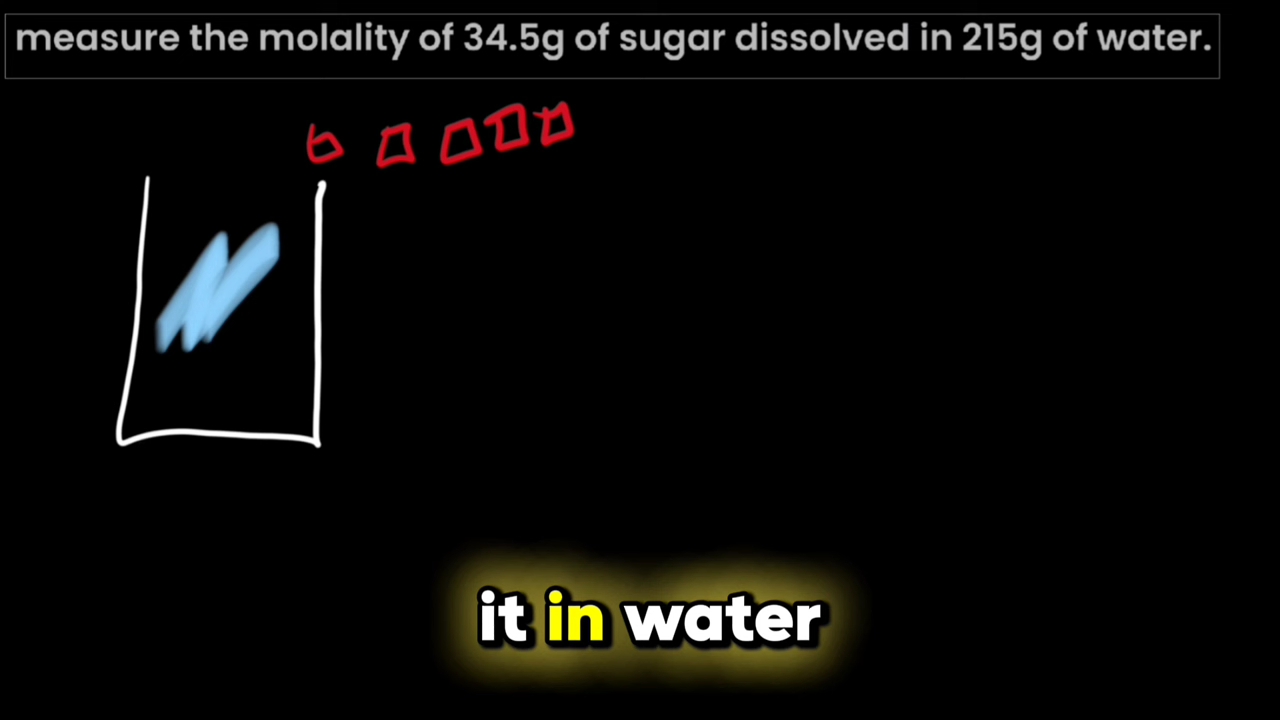 measure the molality of 34.5g of sugar dissolved in 215g of water.
it in water